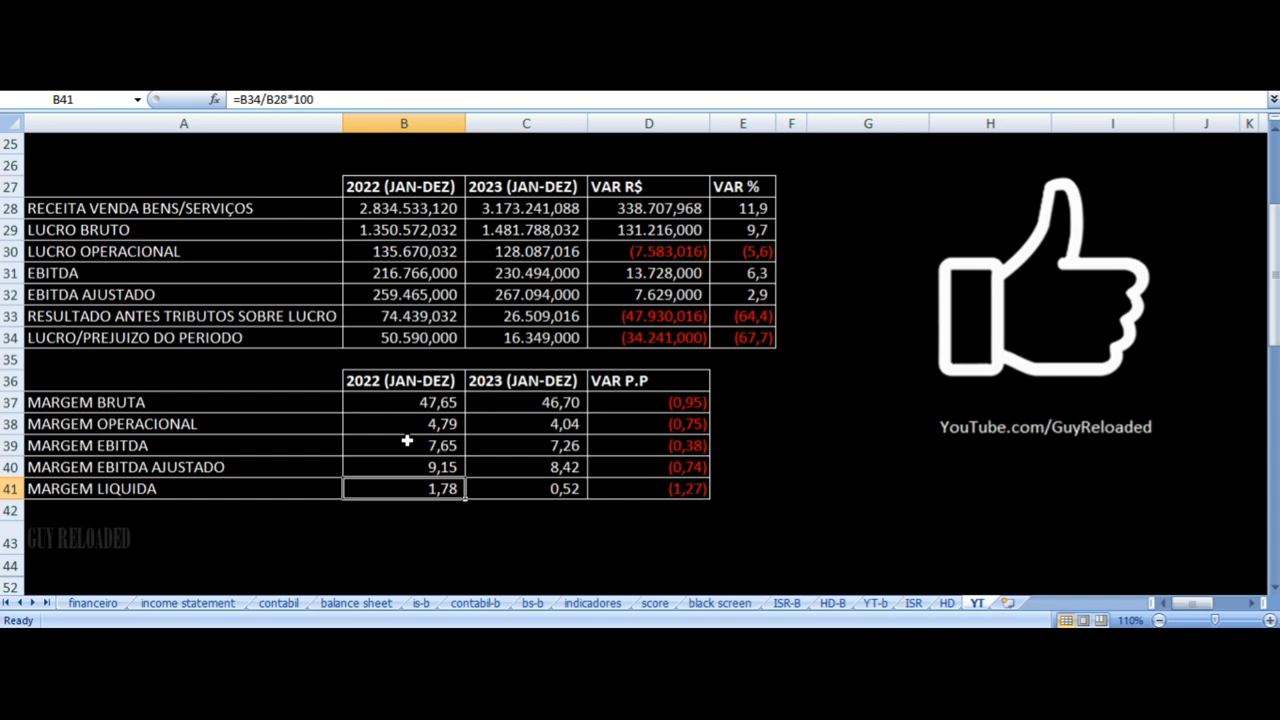 B41 fx =B34/B28*100
A B C D E F G H I J K
25
26
27 2022 (JAN-DEZ) 2023 (JAN-DEZ) VAR R$ VAR %
28 RECEITA VENDA BENS/SERVIÇOS 2.834.533,120 3.173.241,088 338.707,968 11,9
29 LUCRO BRUTO 1.350.572,032 1.481.788,032 131.216,000 9,7
30 LUCRO OPERACIONAL 135.670,032 128.087,016 (7.583,016) (5,6)
31 EBITDA 216.766,000 230.494,000 13.728,000 6,3
32 EBITDA AJUSTADO 259.465,000 267.094,000 7.629,000 2,9
33 RESULTADO ANTES TRIBUTOS SOBRE LUCRO 74.439,032 26.509,016 (47.930,016) (64,4)
34 LUCRO/PREJUIZO DO PERIODO 50.590,000 16.349,000 (34.241,000) (67,7)
35
36 2022 (JAN-DEZ) 2023 (JAN-DEZ) VAR P.P
37 MARGEM BRUTA 47,65 46,70 (0,95)
38 MARGEM OPERACIONAL 4,79 4,04 (0,75)
39 MARGEM EBITDA 7,65 7,26 (0,38)
40 MARGEM EBITDA AJUSTADO 9,15 8,42 (0,74)
41 MARGEM LIQUIDA 1,78 0,52 (1,27)
42
43 GUY RELOADED
44
52
YouTube.com/GuyReloaded
financeiro income statement contabil balance sheet is-b contabil-b bs-b indicadores score black screen ISR-B HD-B YT-b ISR HD YT
Ready 110%